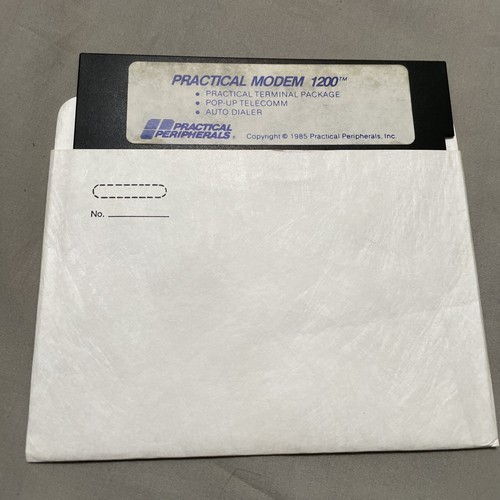 PRACTICAL MODEM 1200™
• PRACTICAL TERMINAL PACKAGE
• POP-UP TELECOMM
• AUTO DIALER
PRACTICAL
PERIPHERALS®
Copyright © 1985 Practical Peripherals, Inc.
No.